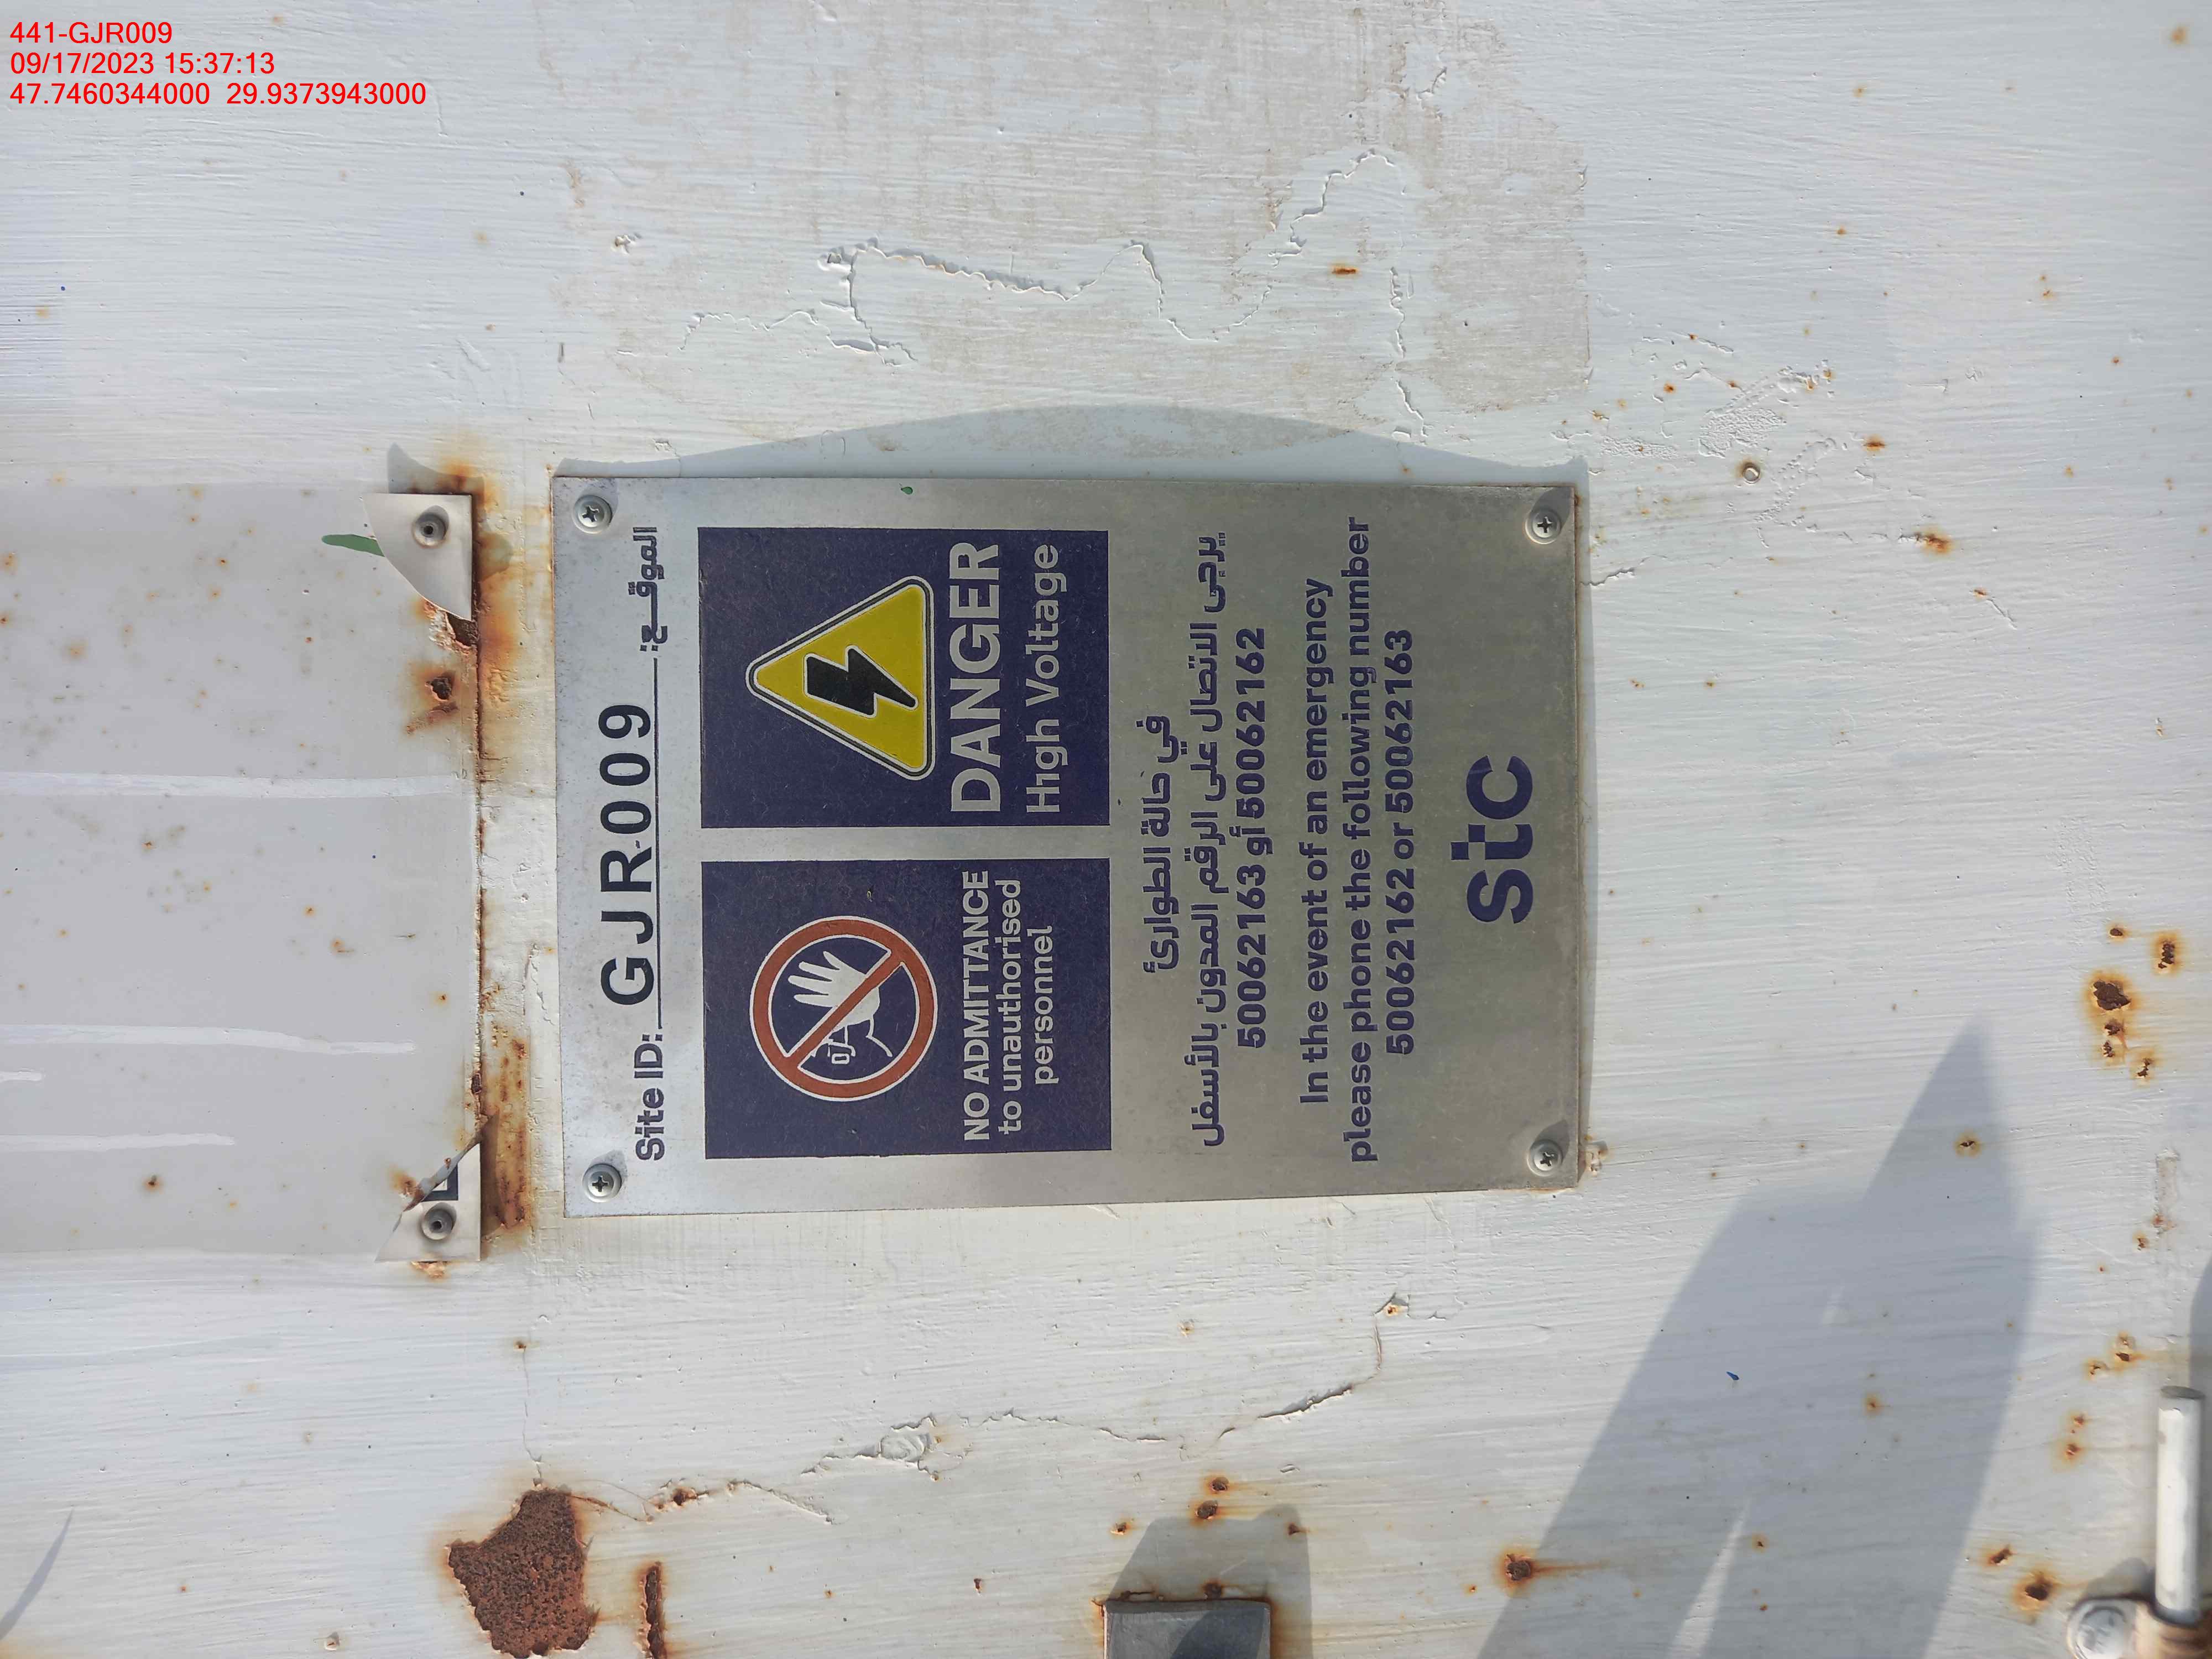 441-GJR009
09/17/2023 15:37:13
47.7460344000 29.9373943000
Site ID: GJR009 الموقع:
NO ADMITTANCE
to unauthorised
personnel
DANGER
High Voltage
في حالة الطوارئ
يرجى الاتصال على الرقم المدون بالأسفل
50062162 أو 50062163
In the event of an emergency
please phone the following number
50062162 or 50062163
stc